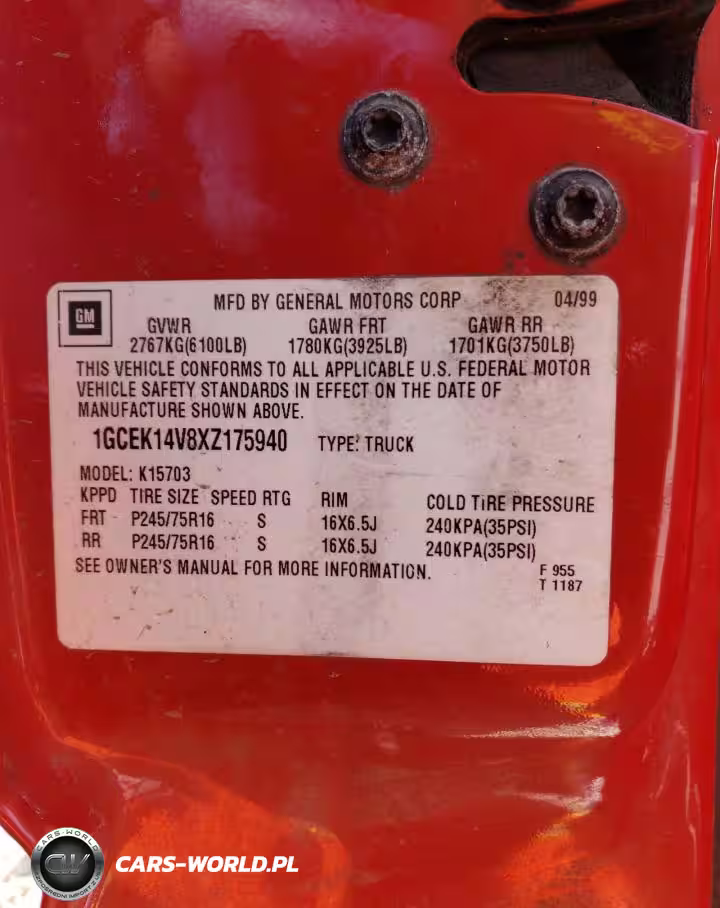 GM
MFD BY GENERAL MOTORS CORP 04/99
GVWR GAWR FRT GAWR RR
2767KG(6100LB) 1780KG(3925LB) 1701KG(3750LB)
THIS VEHICLE CONFORMS TO ALL APPLICABLE U.S. FEDERAL MOTOR
VEHICLE SAFETY STANDARDS IN EFFECT ON THE DATE OF
MANUFACTURE SHOWN ABOVE.
1GCEK14V8XZ175940 TYPE: TRUCK
MODEL: K15703
KPPD TIRE SIZE SPEED RTG RIM COLD TIRE PRESSURE
FRT P245/75R16 S 16X6.5J 240KPA(35PSI)
RR P245/75R16 S 16X6.5J 240KPA(35PSI)
SEE OWNER'S MANUAL FOR MORE INFORMATION. F 955
T 1187
CARS-WORLD
CARS-WORLD.PL